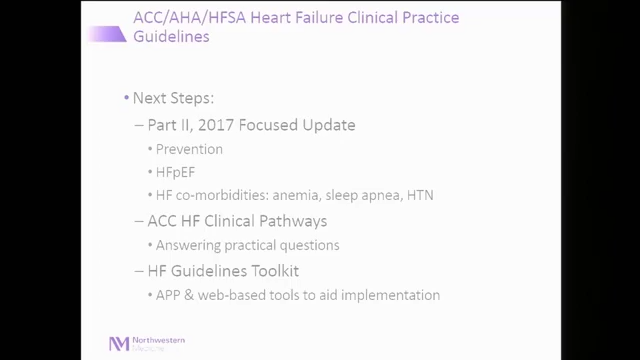 ACC/AHA/HFSA Heart Failure Clinical Practice
Guidelines
• Next Steps:
– Part II, 2017 Focused Update
• Prevention
• HFpEF
• HF co-morbidities: anemia, sleep apnea, HTN
– ACC HF Clinical Pathways
• Answering practical questions
– HF Guidelines Toolkit
• APP & web-based tools to aid implementation
NM Northwestern
Medicine